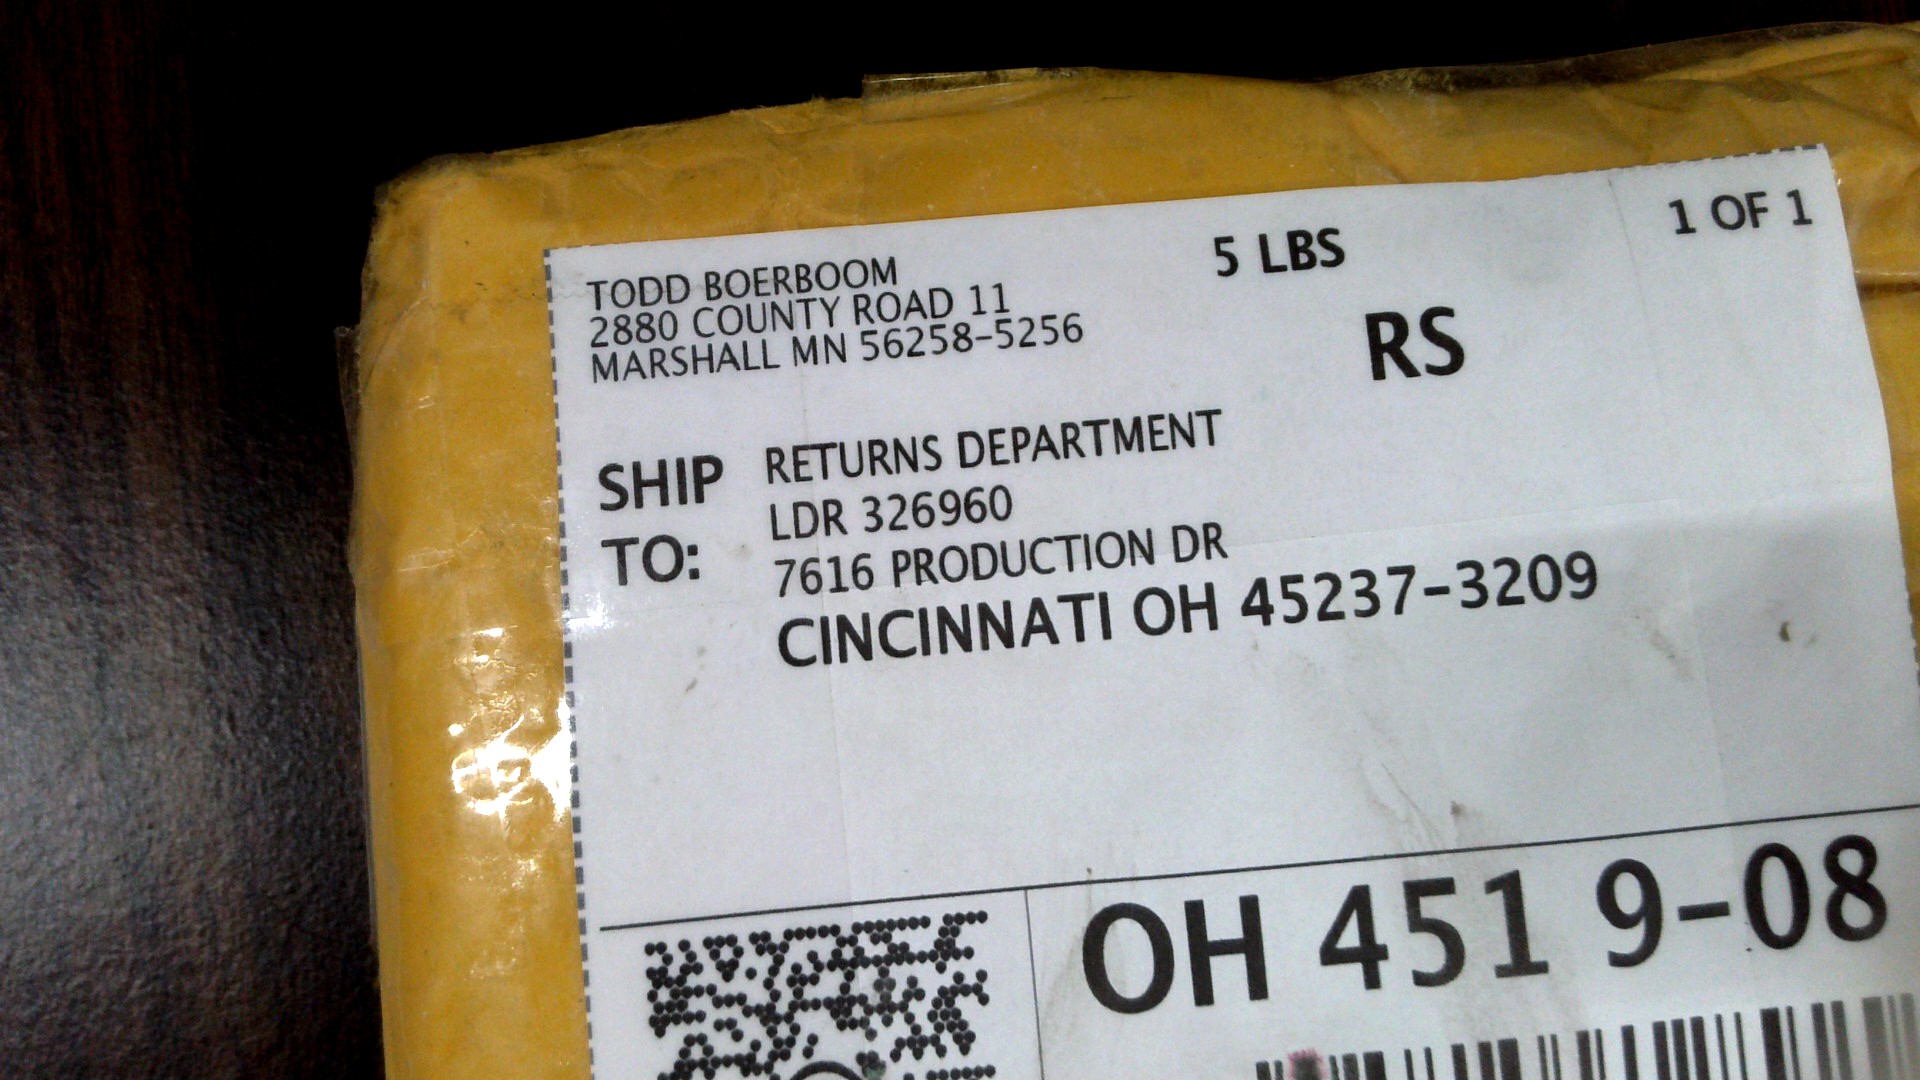 TODD BOERBOOM
2880 COUNTY ROAD 11
MARSHALL MN 56258-5256
5 LBS
1 OF 1
RS
SHIP TO:
RETURNS DEPARTMENT
LDR 326960
7616 PRODUCTION DR
CINCINNATI OH 45237-3209
OH 451 9-08